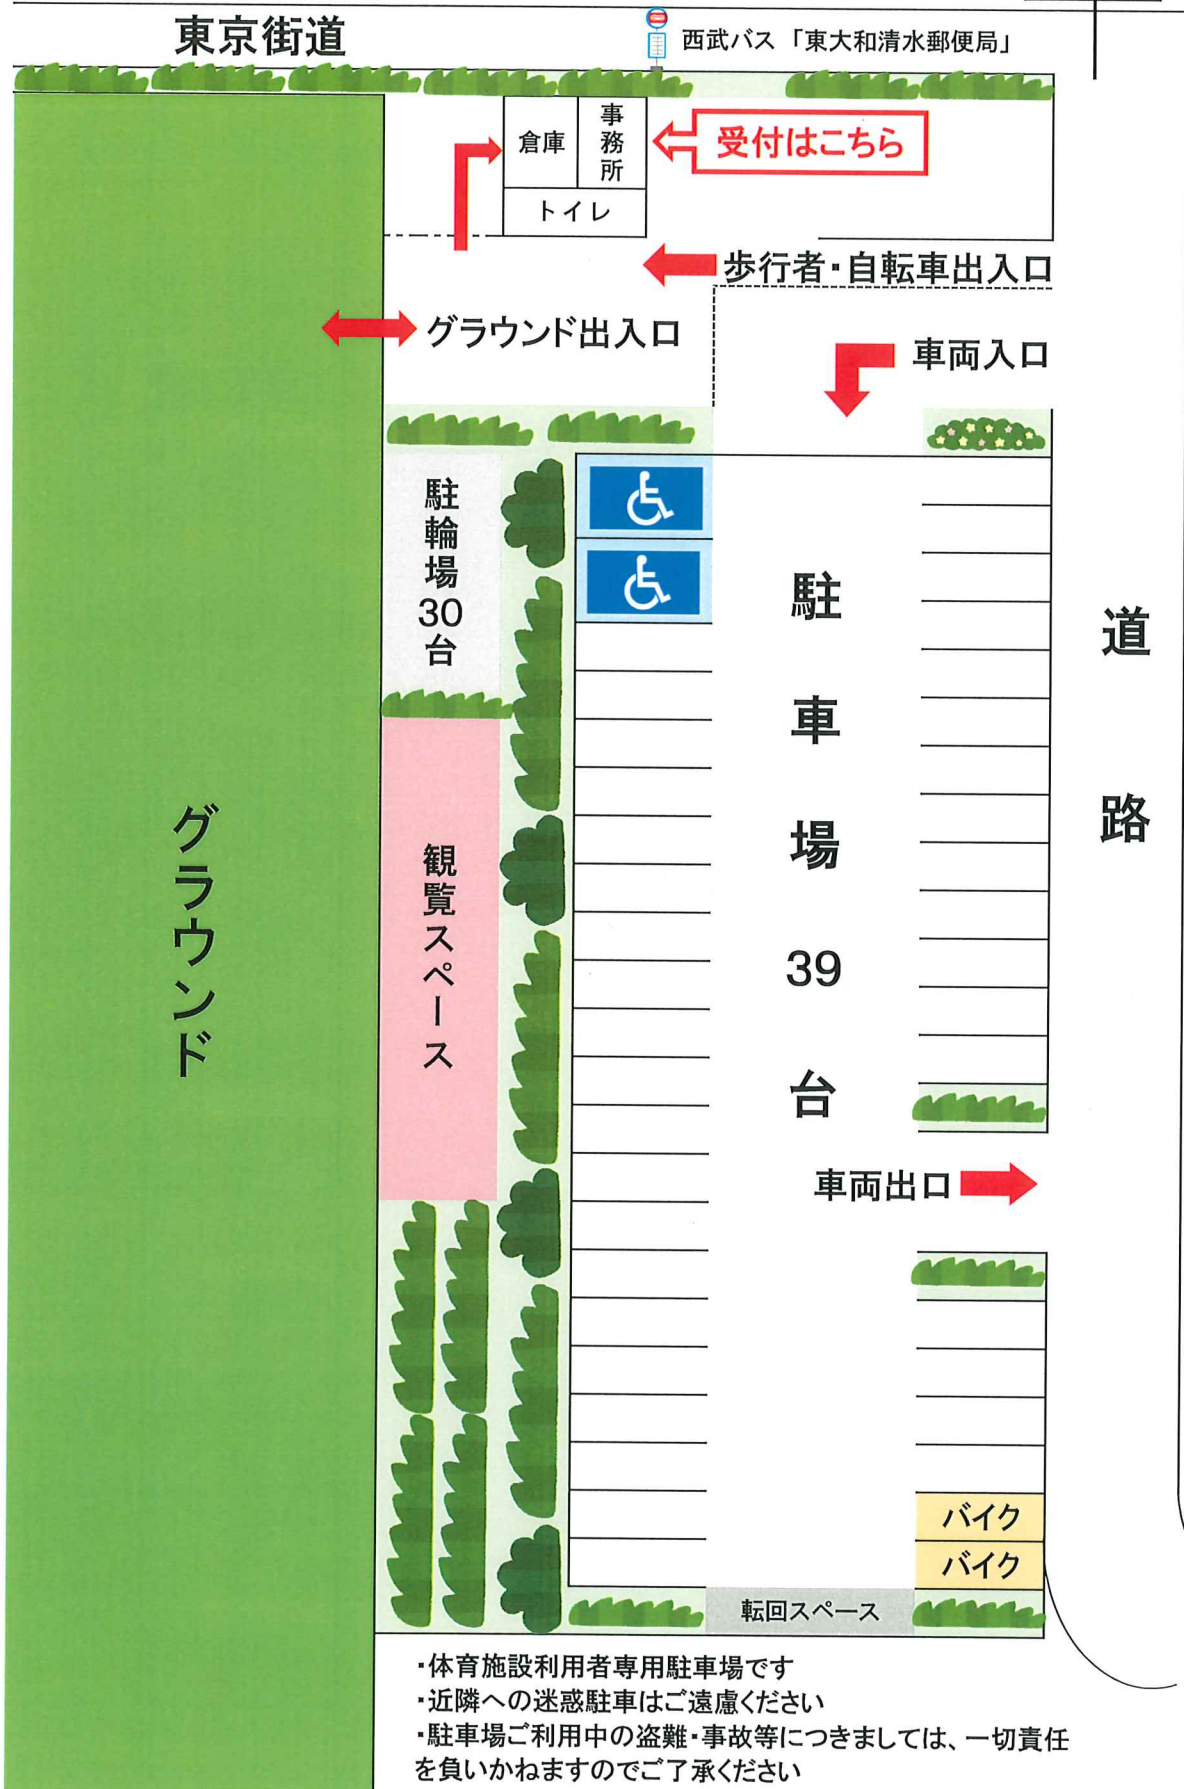 東京街道
西武バス「東大和清水郵便局」
倉庫
事務所
受付はこちら
トイレ
歩行者・自転車出入口
グラウンド出入口
車両入口
駐輪場30台
駐車場39台
道路
グラウンド
観覧スペース
車両出口
バイク
バイク
転回スペース
・体育施設利用者専用駐車場です
・近隣への迷惑駐車はご遠慮ください
・駐車場ご利用中の盗難・事故等につきましては、一切責任
を負いかねますのでご了承ください